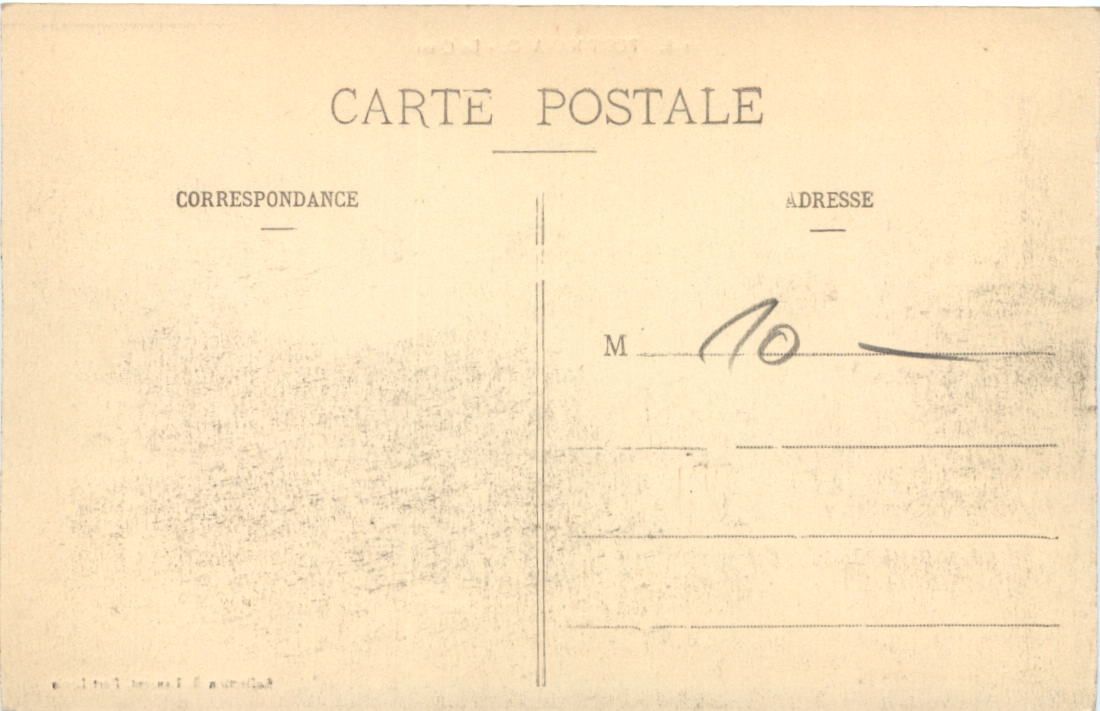 CARTE POSTALE
CORRESPONDANCE
ADRESSE
M 10 —